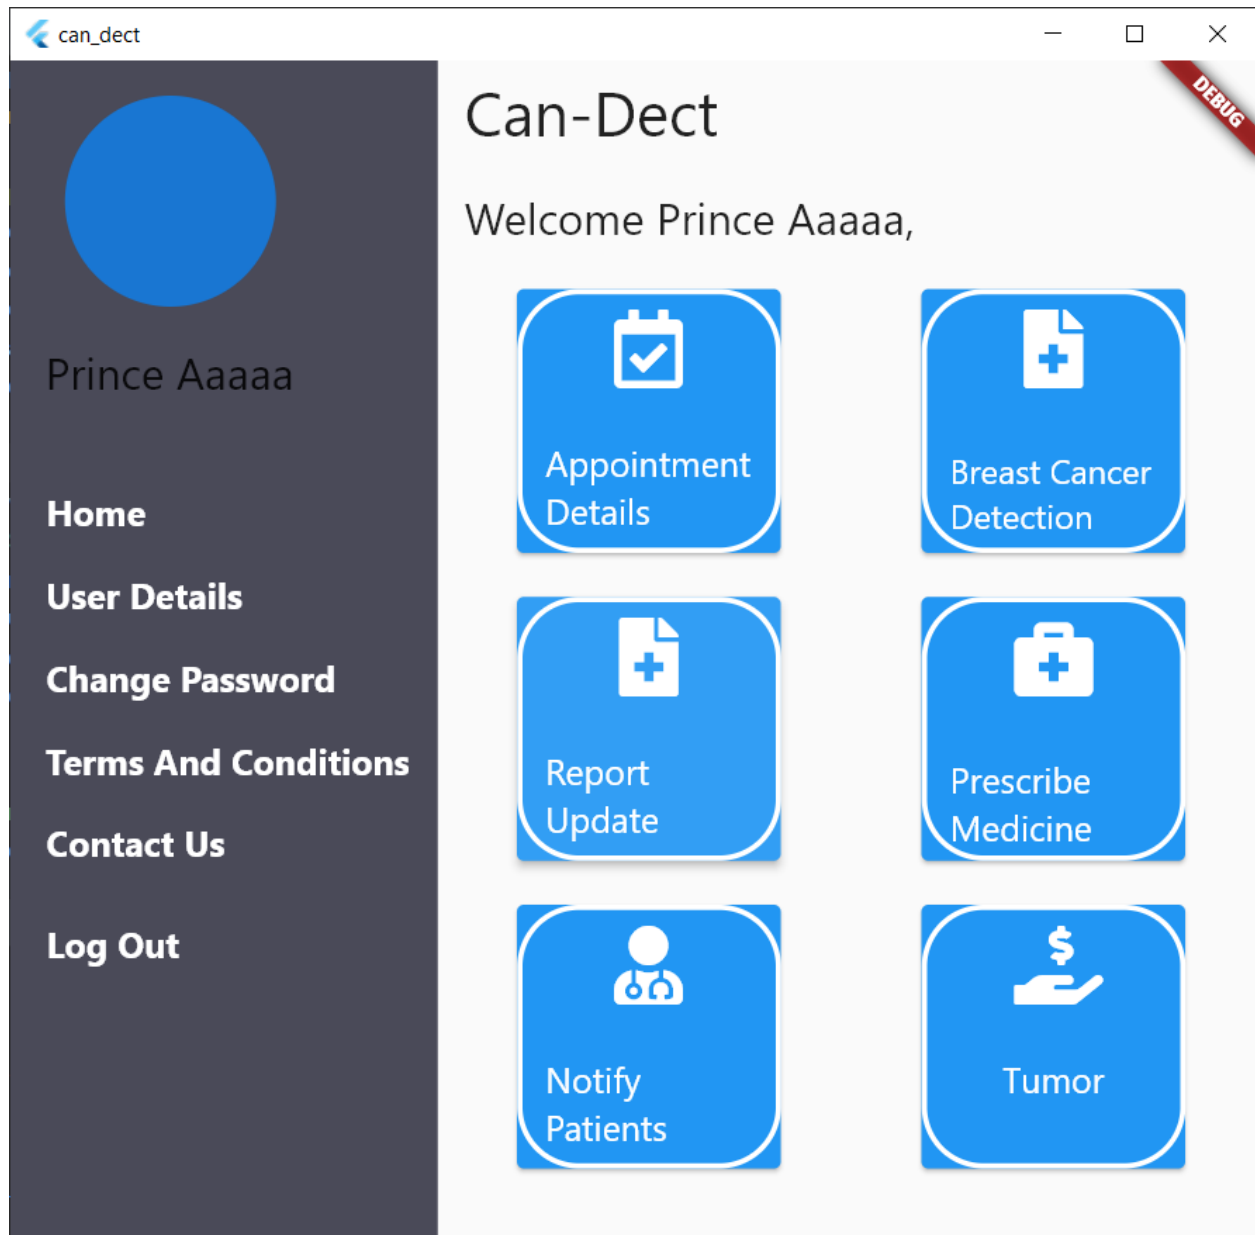 can_dect
DEBUG
Prince Aaaaa
Home
User Details
Change Password
Terms And Conditions
Contact Us
Log Out
Can-Dect
Welcome Prince Aaaaa,
Appointment
Details
Breast Cancer
Detection
Report
Update
Prescribe
Medicine
Notify
Patients
Tumor